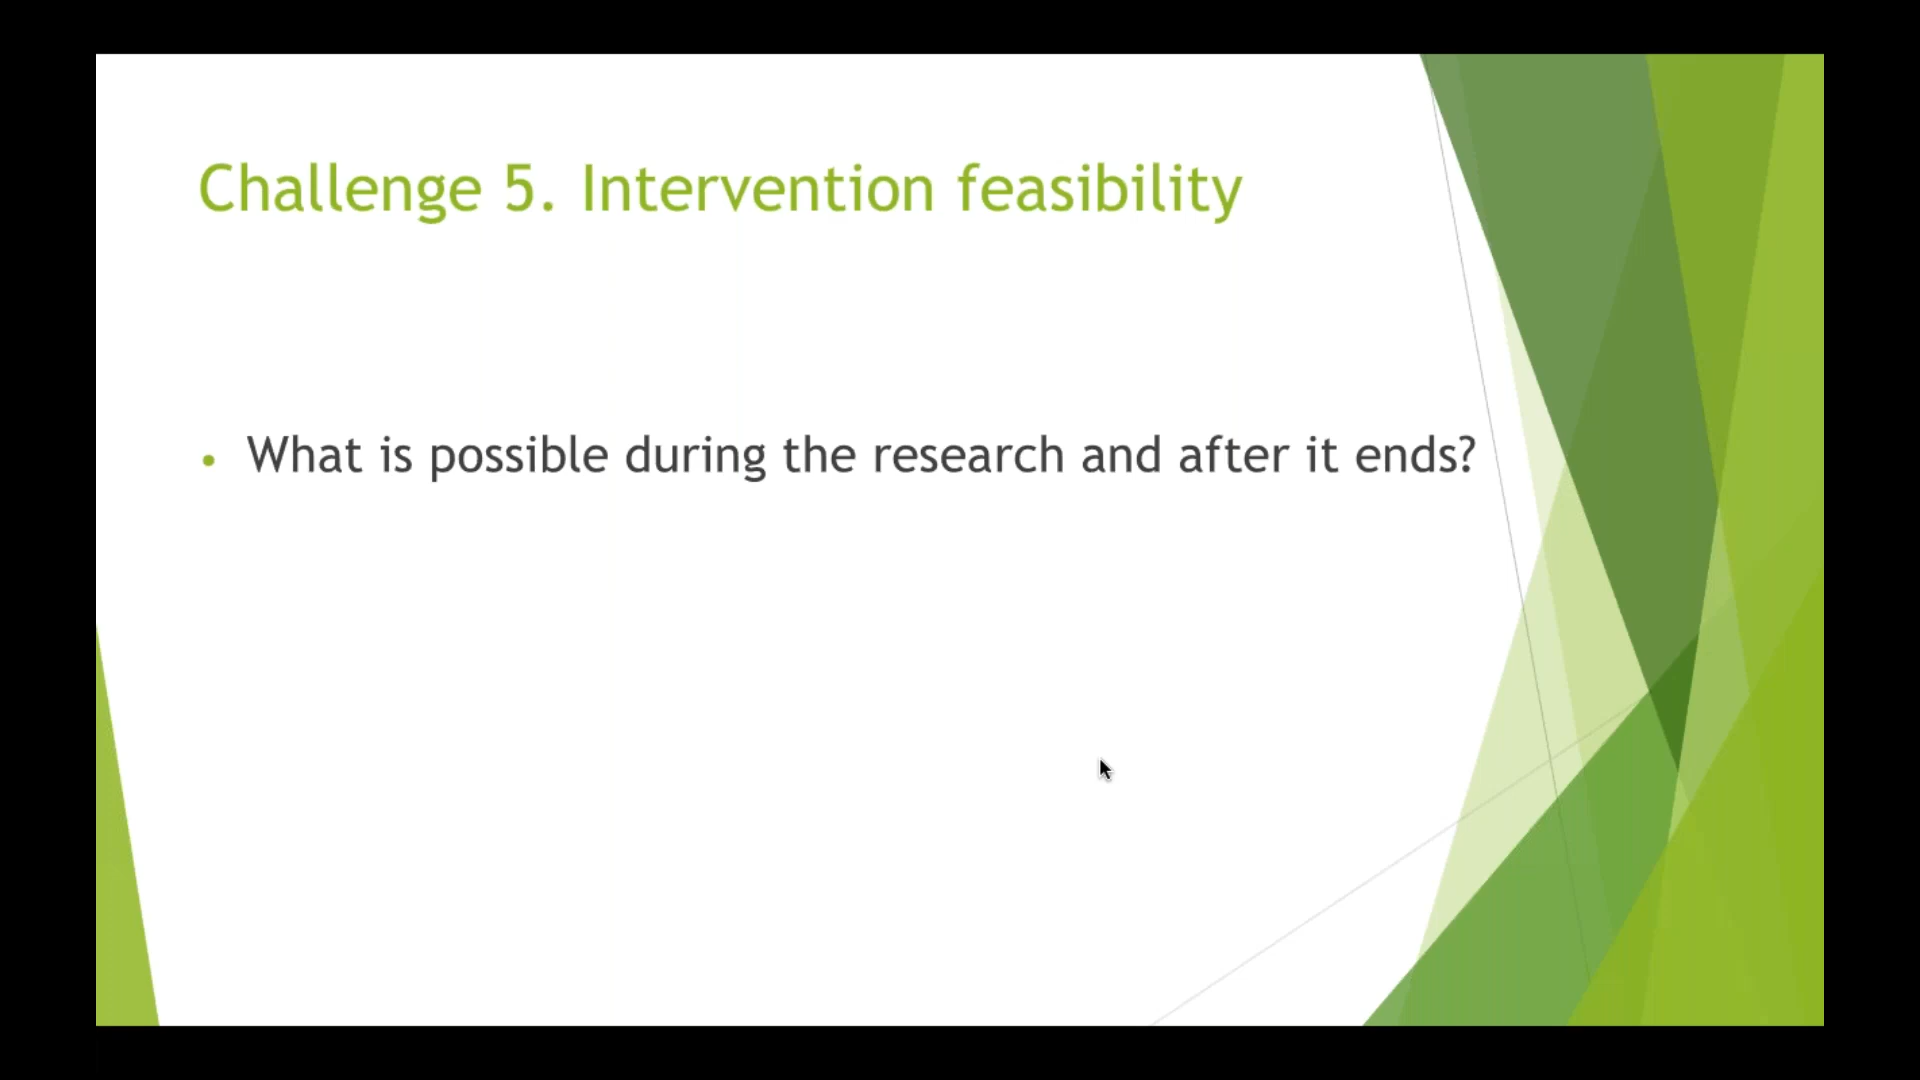 Challenge 5. Intervention feasibility
• What is possible during the research and after it ends?